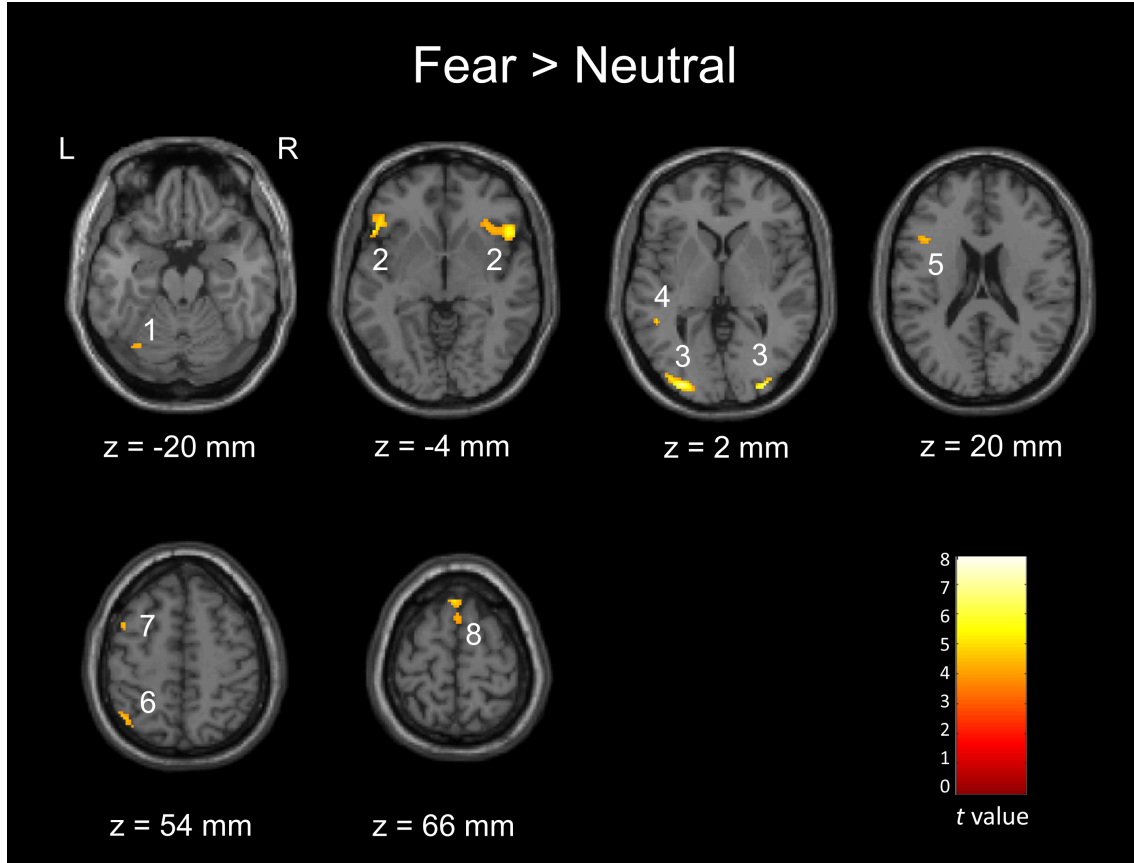 Fear > Neutral
L
R
1
2
2
4
3
3
5
z = -20 mm
z = -4 mm
z = 2 mm
z = 20 mm
7
6
8
8
7
6
5
4
3
2
1
0
t value
z = 54 mm
z = 66 mm